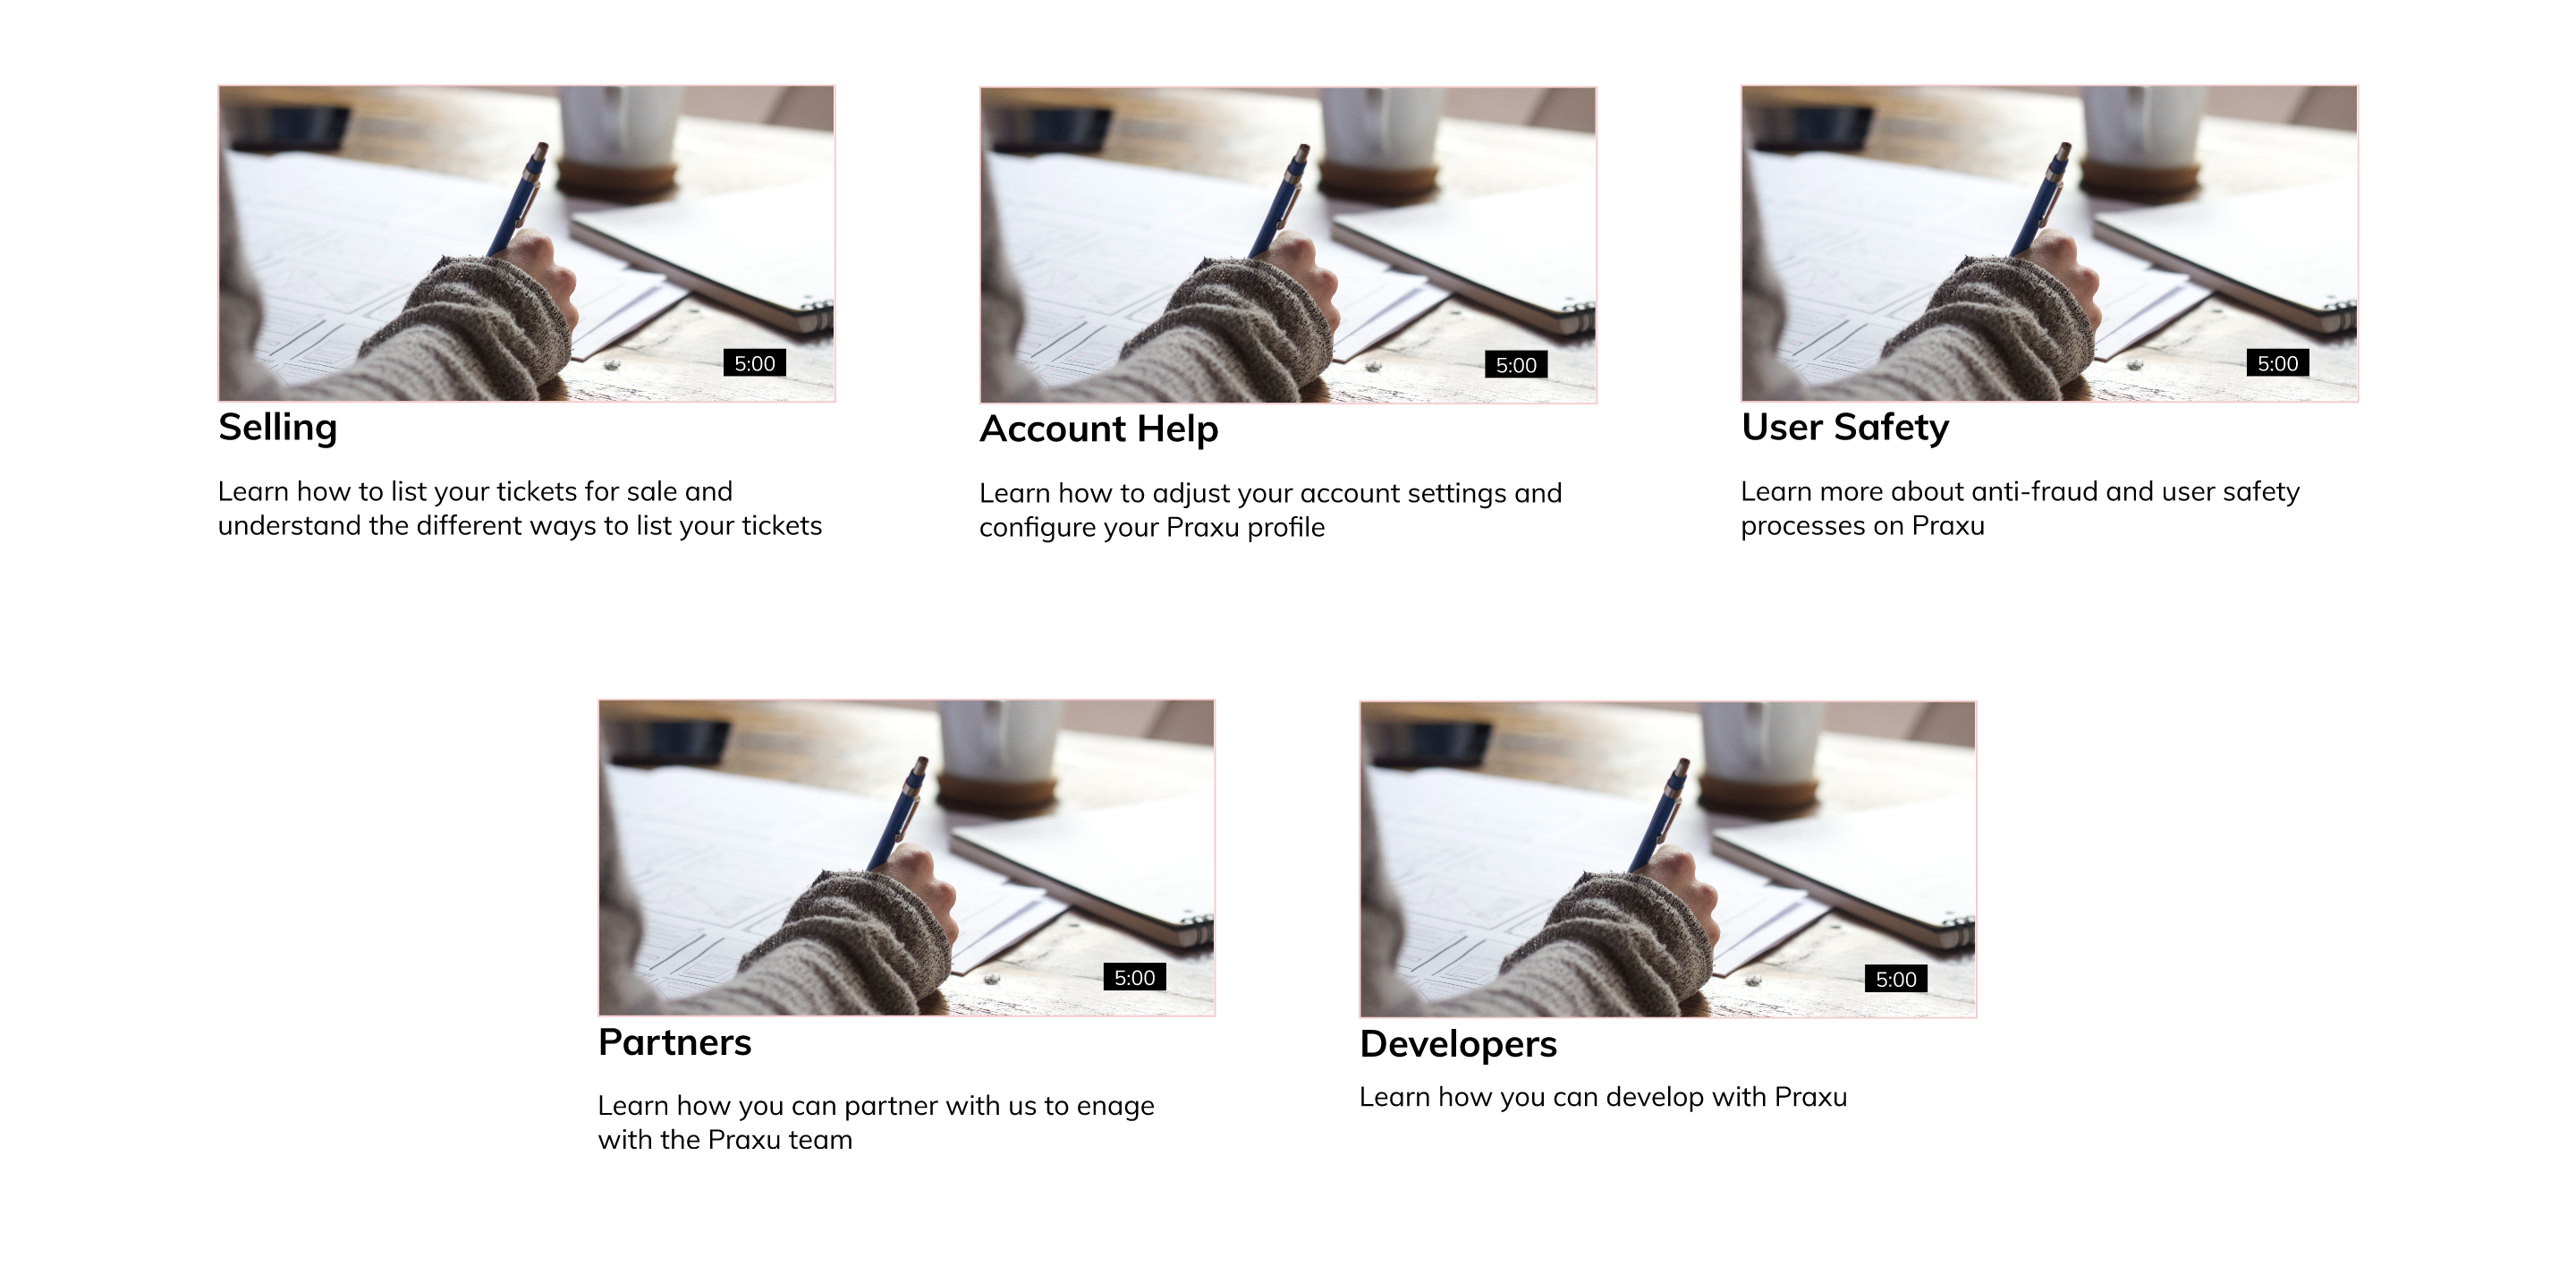 5:00
5:00
5:00
Selling
Account Help
User Safety
Learn how to list your tickets for sale and
understand the different ways to list your tickets
Learn how to adjust your account settings and
configure your Praxu profile
Learn more about anti-fraud and user safety
processes on Praxu
5:00
5:00
Partners
Developers
Learn how you can partner with us to enage
with the Praxu team
Learn how you can develop with Praxu